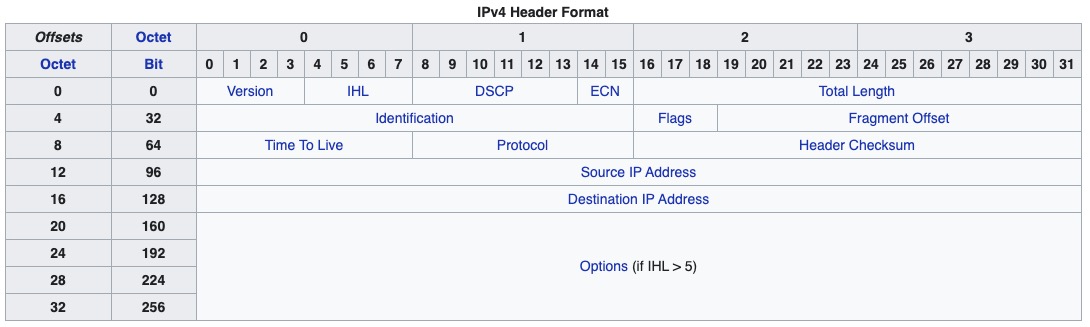 IPv4 Header Format
Offsets Octet 0 1 2 3
Octet Bit 0 1 2 3 4 5 6 7 8 9 10 11 12 13 14 15 16 17 18 19 20 21 22 23 24 25 26 27 28 29 30 31
0 0 Version IHL DSCP ECN Total Length
4 32 Identification Flags Fragment Offset
8 64 Time To Live Protocol Header Checksum
12 96 Source IP Address
16 128 Destination IP Address
20 160
24 192
Options (if IHL > 5)
28 224
32 256